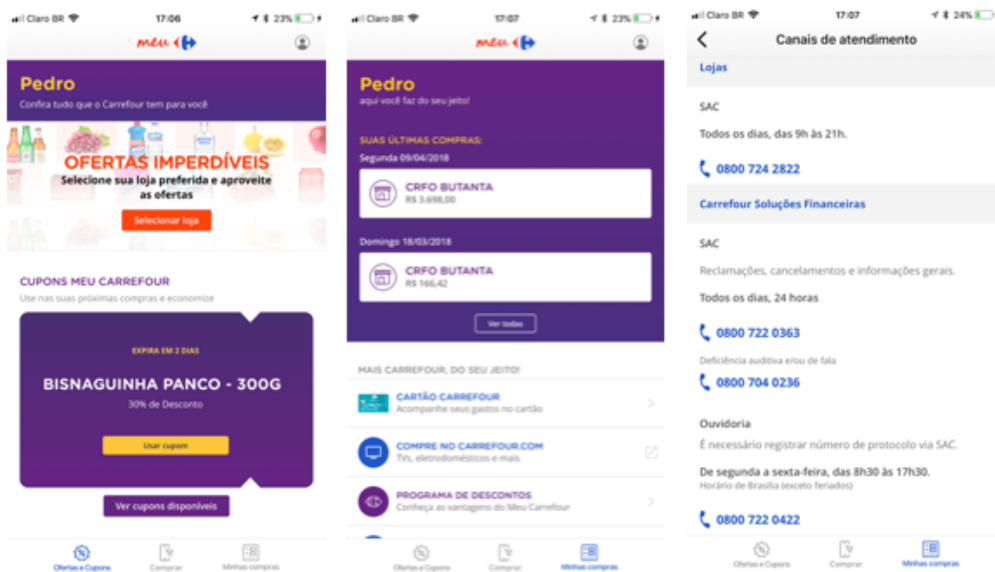 Claro BR
17:06
23%
meu
Pedro
Confira tudo que o Carrefour tem para você
OFERTAS IMPERDÍVEIS
Selecione sua loja preferida e aproveite
as ofertas
Selecionar loja
CUPONS MEU CARREFOUR
Use nas suas próximas compras e economize
EXPIRA EM 2 DIAS
BISNAGUINHA PANCO - 300G
30% de Desconto
Usar cupom
Ver cupons disponíveis
Ofertas e Cupons
Comprar
Minhas compras
Claro BR
17:07
23%
meu
Pedro
aqui você faz do seu jeito!
SUAS ÚLTIMAS COMPRAS:
Segunda 09/04/2018
CRFO BUTANTA
R$ 3.698,00
Domingo 18/03/2018
CRFO BUTANTA
R$ 166,42
Ver todas
MAIS CARREFOUR, DO SEU JEITO!
CARTÃO CARREFOUR
Acompanhe seus gastos no cartão
COMPRE NO CARREFOUR.COM
TVs, eletrodomésticos e mais
PROGRAMA DE DESCONTOS
Conheça as vantagens do Meu Carrefour
Ofertas e Cupons
Comprar
Minhas compras
Claro BR
17:07
24%
Canais de atendimento
Lojas
SAC
Todos os dias, das 9h às 21h.
0800 724 2822
Carrefour Soluções Financeiras
SAC
Reclamações, cancelamentos e informações gerais.
Todos os dias, 24 horas
0800 722 0363
Deficiência auditiva e/ou de fala
0800 704 0236
Ouvidoria
É necessário registrar número de protocolo via SAC.
De segunda a sexta-feira, das 8h30 às 17h30.
Horário de Brasília (exceto feriados)
0800 722 0422
Ofertas e Cupons
Comprar
Minhas compras